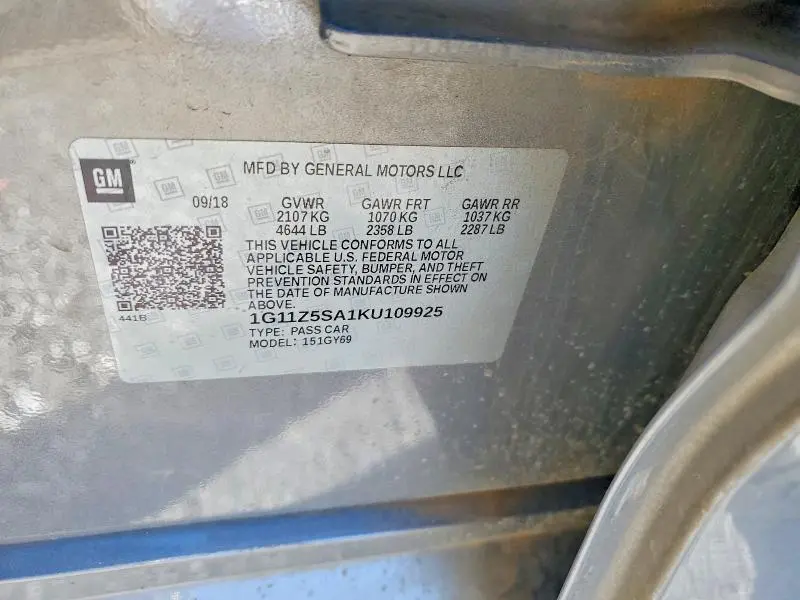 GM
MFD BY GENERAL MOTORS LLC
09/18 GVWR GAWR FRT GAWR RR
2107 KG 1070 KG 1037 KG
4644 LB 2358 LB 2287 LB
THIS VEHICLE CONFORMS TO ALL
APPLICABLE U.S. FEDERAL MOTOR
VEHICLE SAFETY, BUMPER, AND THEFT
PREVENTION STANDARDS IN EFFECT ON
THE DATE OF MANUFACTURE SHOWN
ABOVE.
441B
1G11Z5SA1KU109925
TYPE: PASS CAR
MODEL: 151GY69